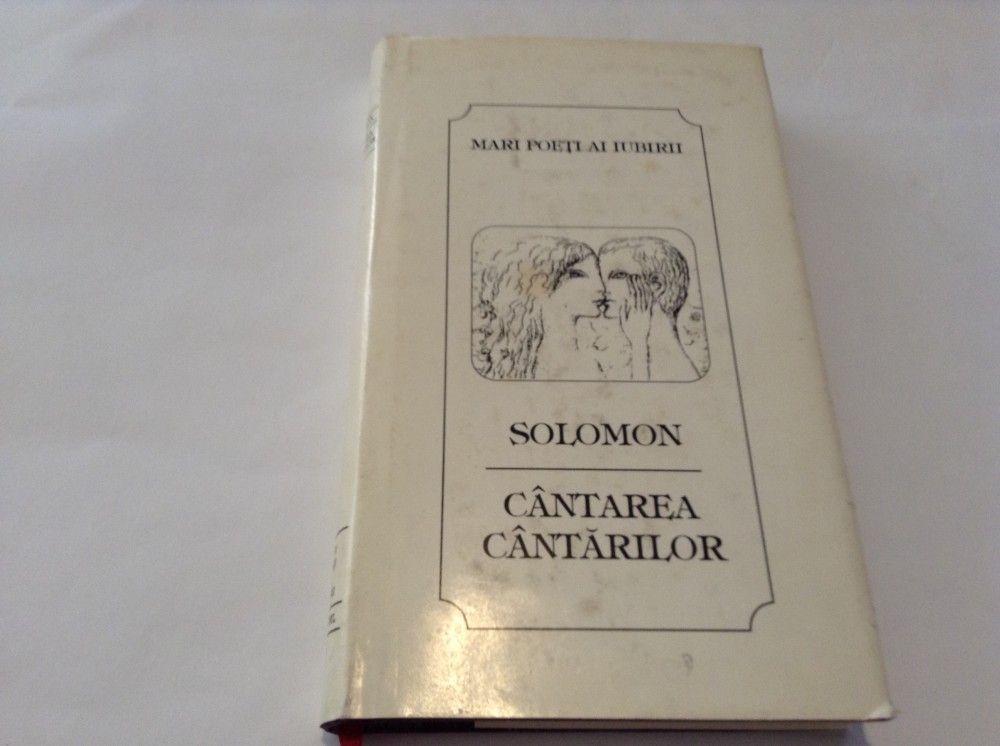 MARI POEȚI AI IUBIRII
SOLOMON
CÂNTAREA
CÂNTĂRILOR